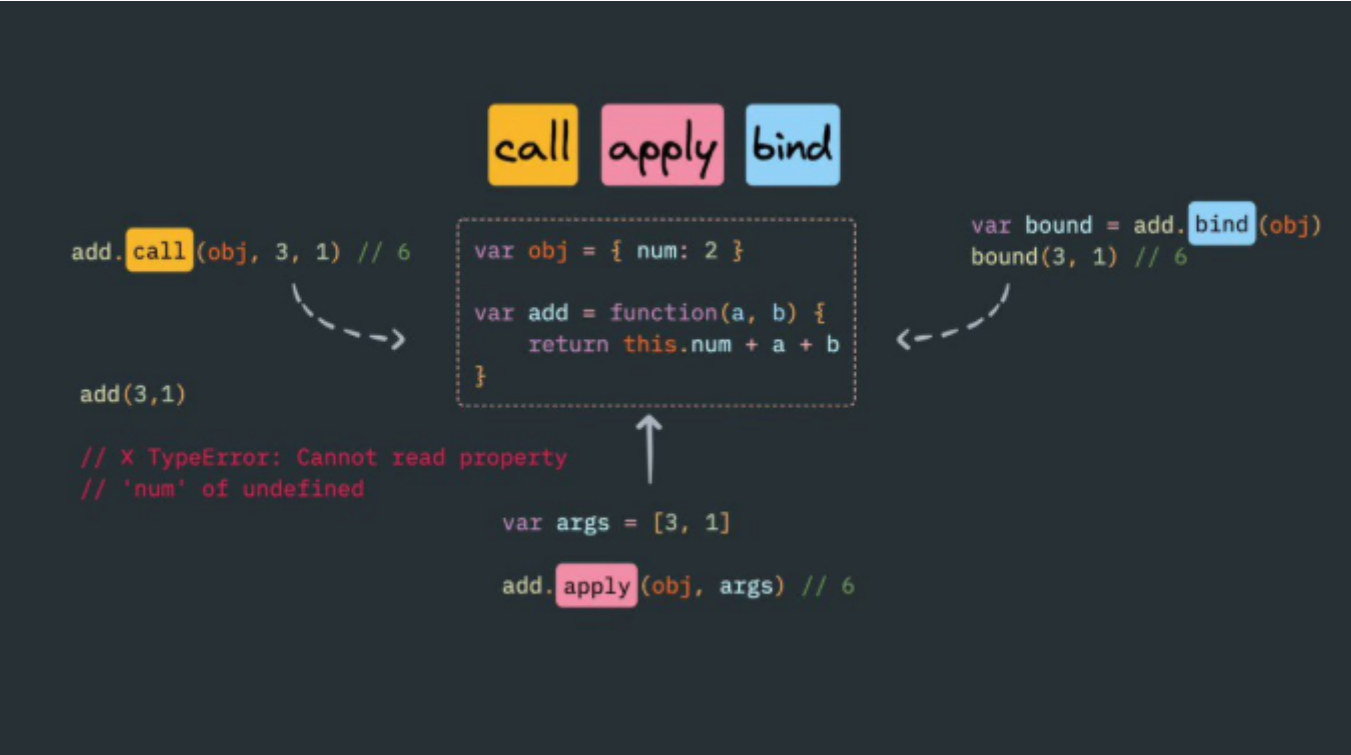 call apply bind
add.call(obj, 3, 1) // 6
var obj = { num: 2 }
var add = function(a, b) {
return this.num + a + b
}
var bound = add.bind(obj)
bound(3, 1) // 6
add(3,1)
// X TypeError: Cannot read property
// 'num' of undefined
var args = [3, 1]
add.apply(obj, args) // 6